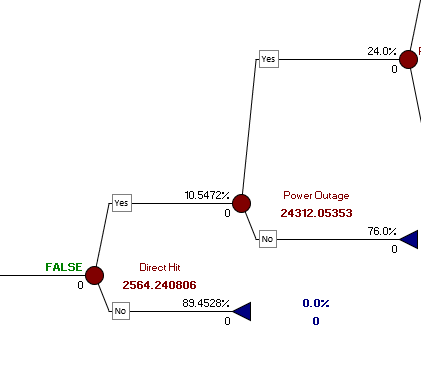 Yes
24.0%
0
Yes
10.5472%
0
Power Outage
24312.05353
No
76.0%
0
FALSE
0
Direct Hit
2564.240806
No
89.4528%
0
0.0%
0